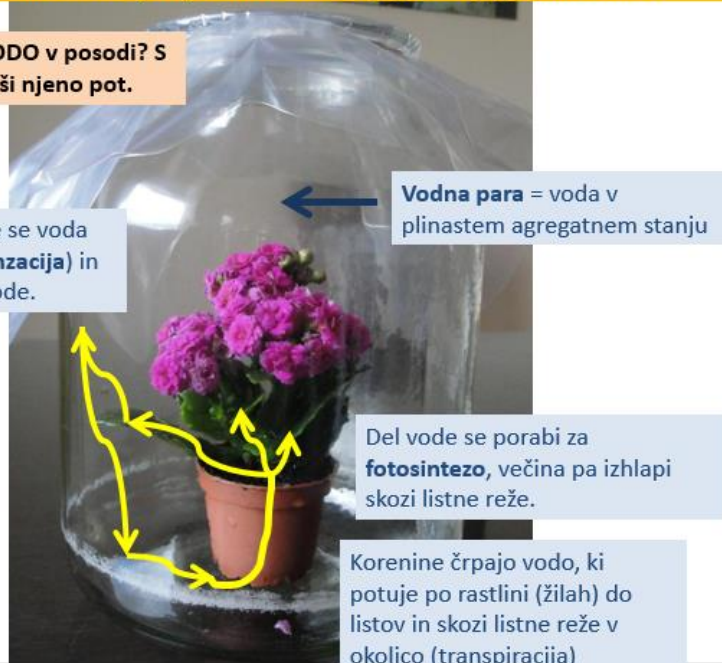 ODO v posodi? S
ši njeno pot.
Vodna para = voda v
plinastem agregatnem stanju
se voda
nzacija) in
ode.
Del vode se porabi za
fotosintezo, večina pa izhlapi
skozi listne reže.
Korenine črpajo vodo, ki
potuje po rastlini (žilah) do
listov in skozi listne reže v
okolico (transpiracija)